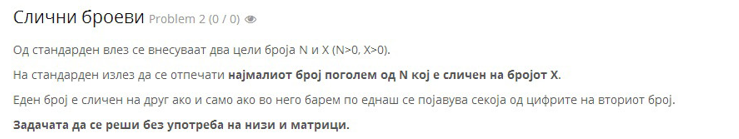 Слични броеви Problem 2 (0 / 0)
Од стандарден влез се внесуваат два цели броја N и X (N>0, X>0).
На стандарден излез да се отпечати најмалиот број поголем од N кој е сличен на бројот X.
Еден број е сличен на друг ако и само ако во него барем по еднаш се појавува секоја од цифрите на вториот број.
Задачата да се реши без употреба на низи и матрици.